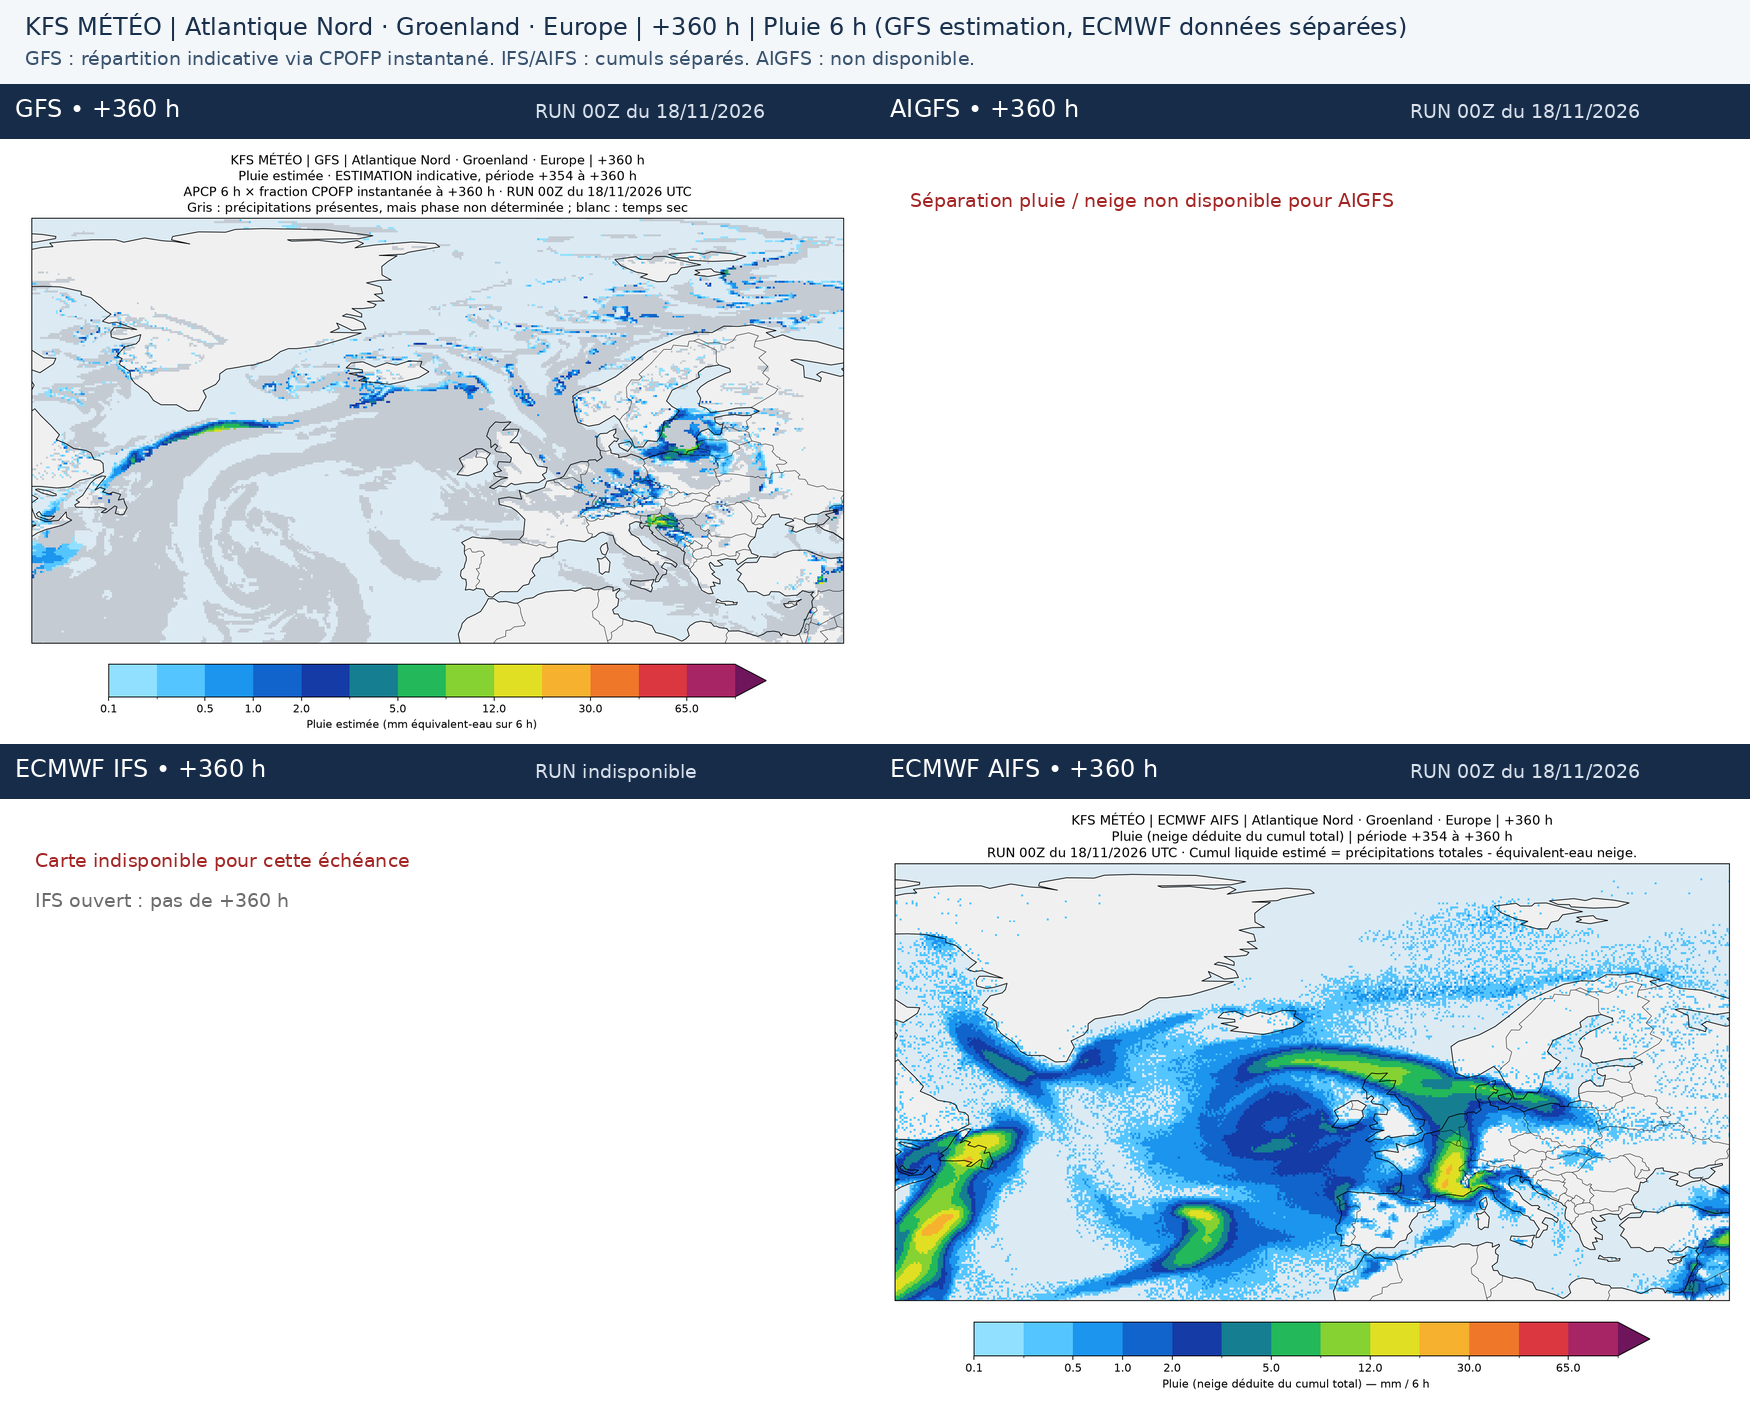 KFS MÉTÉO | Atlantique Nord · Groenland · Europe | +360 h | Pluie 6 h (GFS estimation, ECMWF données séparées)
GFS : répartition indicative via CPOFP instantané. IFS/AIFS : cumuls séparés. AIGFS : non disponible.
GFS • +360 h
RUN 00Z du 18/11/2026
AIGFS • +360 h
RUN 00Z du 18/11/2026
KFS MÉTÉO | GFS | Atlantique Nord · Groenland · Europe | +360 h
Pluie estimée · ESTIMATION indicative, période +354 à +360 h
APCP 6 h × fraction CPOFP instantanée à +360 h · RUN 00Z du 18/11/2026 UTC
Gris : précipitations présentes, mais phase non déterminée ; blanc : temps sec
Séparation pluie / neige non disponible pour AIGFS
0.1 0.5 1.0 2.0 5.0 12.0 30.0 65.0
Pluie estimée (mm équivalent-eau sur 6 h)
ECMWF IFS • +360 h
RUN indisponible
ECMWF AIFS • +360 h
RUN 00Z du 18/11/2026
Carte indisponible pour cette échéance
IFS ouvert : pas de +360 h
KFS MÉTÉO | ECMWF AIFS | Atlantique Nord · Groenland · Europe | +360 h
Pluie (neige déduite du cumul total) | période +354 à +360 h
RUN 00Z du 18/11/2026 UTC · Cumul liquide estimé = précipitations totales - équivalent-eau neige.
0.1 0.5 1.0 2.0 5.0 12.0 30.0 65.0
Pluie (neige déduite du cumul total) — mm / 6 h